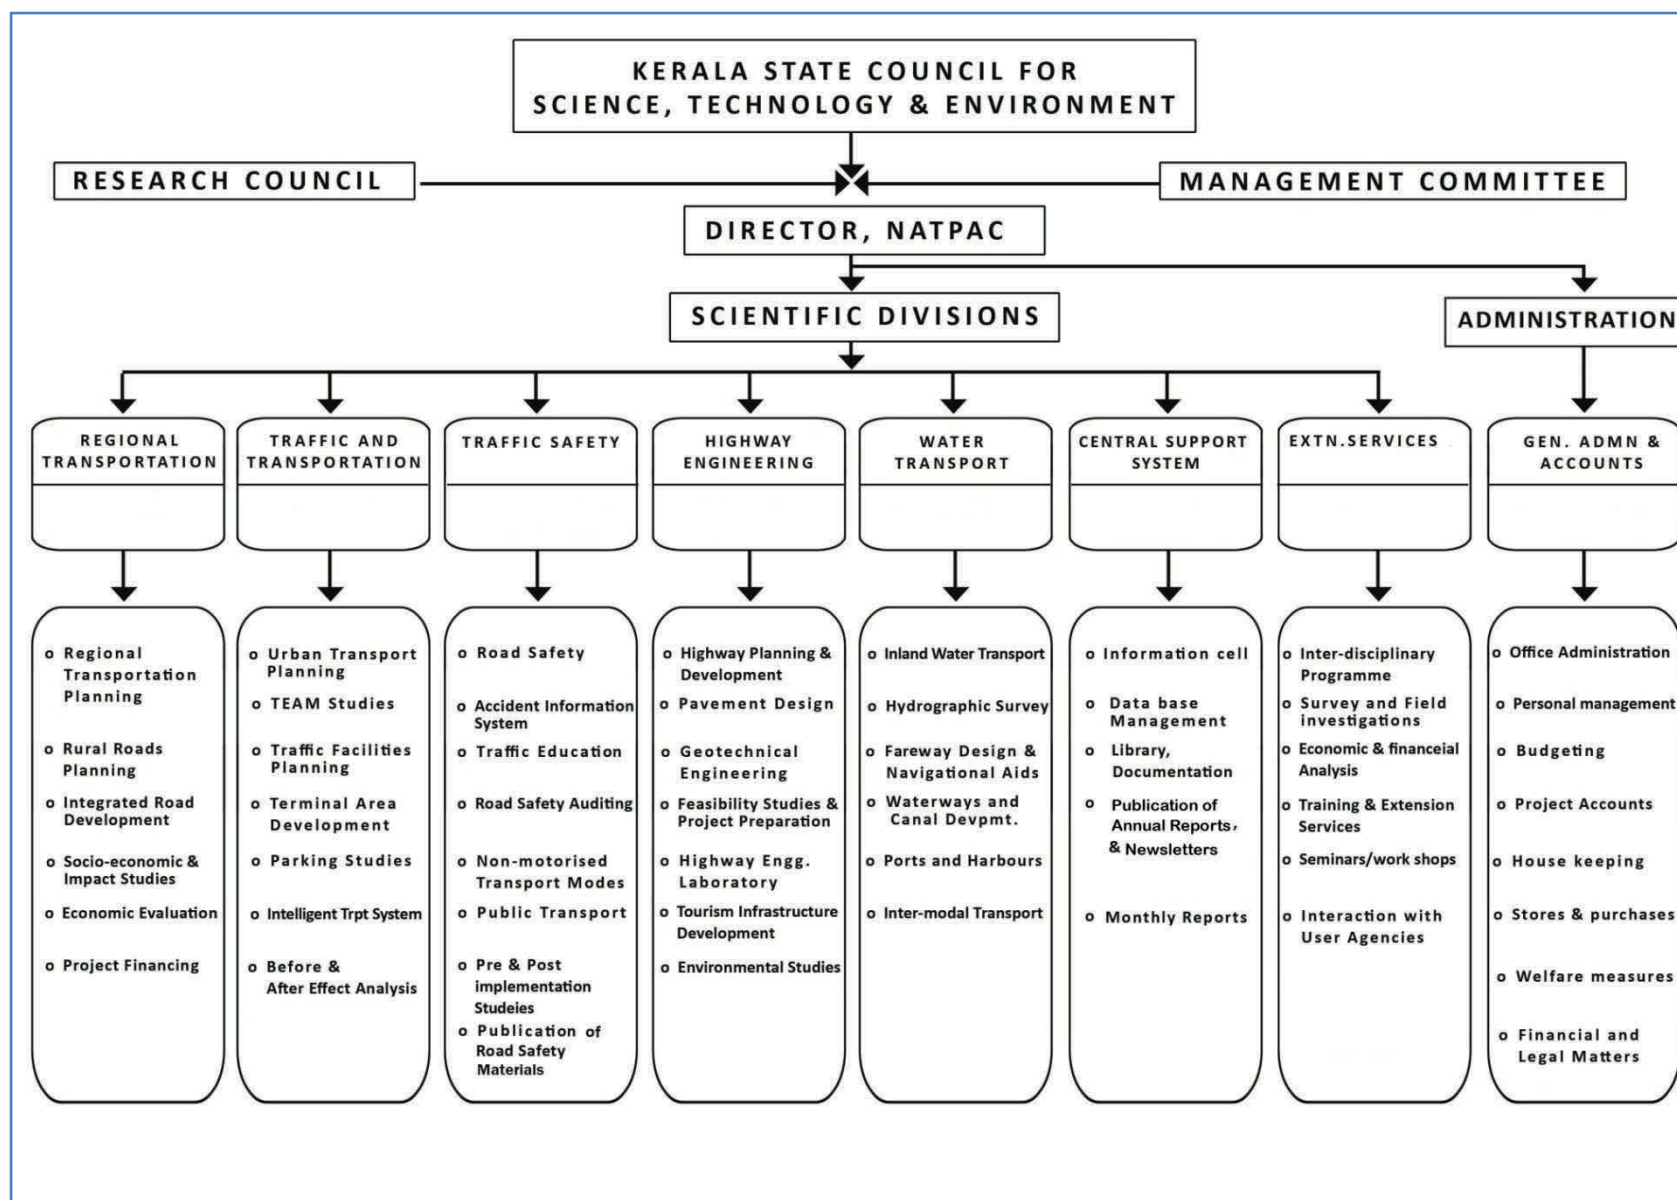 KERALA STATE COUNCIL FOR
SCIENCE, TECHNOLOGY & ENVIRONMENT
RESEARCH COUNCIL
MANAGEMENT COMMITTEE
DIRECTOR, NATPAC
SCIENTIFIC DIVISIONS
ADMINISTRATION
REGIONAL
TRANSPORTATION
TRAFFIC AND
TRANSPORTATION
TRAFFIC SAFETY
HIGHWAY
ENGINEERING
WATER
TRANSPORT
CENTRAL SUPPORT
SYSTEM
EXTN.SERVICES
GEN. ADMN &
ACCOUNTS
o Regional
Transportation
Planning
o Rural Roads
Planning
o Integrated Road
Development
o Socio-economic &
Impact Studies
o Economic Evaluation
o Project Financing
o Urban Transport
Planning
o TEAM Studies
o Traffic Facilities
Planning
o Terminal Area
Development
o Parking Studies
o Intelligent Trpt System
o Before &
After Effect Analysis
o Road Safety
o Accident Information
System
o Traffic Education
o Road Safety Auditing
o Non-motorised
Transport Modes
o Public Transport
o Pre & Post
implementation
Studeies
o Publication of
Road Safety
Materials
o Highway Planning &
Development
o Pavement Design
o Geotechnical
Engineering
o Feasibility Studies &
Project Preparation
o Highway Engg.
Laboratory
o Tourism Infrastructure
Development
o Environmental Studies
o Inland Water Transport
o Hydrographic Survey
o Fareway Design &
Navigational Aids
o Waterways and
Canal Devpmt.
o Ports and Harbours
o Inter-modal Transport
o Information cell
o Data base
Management
o Library,
Documentation
o Publication of
Annual Reports,
& Newsletters
o Monthly Reports
o Inter-disciplinary
Programme
o Survey and Field
investigations
o Economic & financeial
Analysis
o Training & Extension
Services
o Seminars/work shops
o Interaction with
User Agencies
o Office Administration
o Personal management
o Budgeting
o Project Accounts
o House keeping
o Stores & purchases
o Welfare measures
o Financial and
Legal Matters